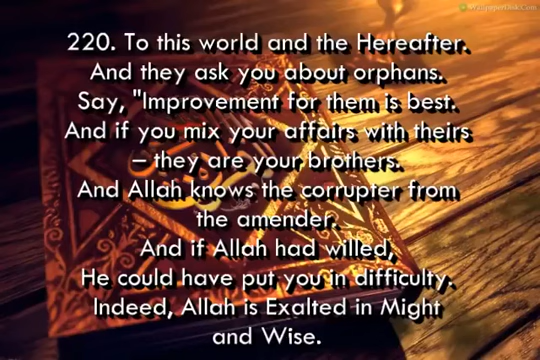 WallpapersDisk.Com
220. To this world and the Hereafter.
And they ask you about orphans.
Say, "Improvement for them is best.
And if you mix your affairs with theirs
– they are your brothers.
And Allah knows the corrupter from
the amender.
And if Allah had willed,
He could have put you in difficulty.
Indeed, Allah is Exalted in Might
and Wise.